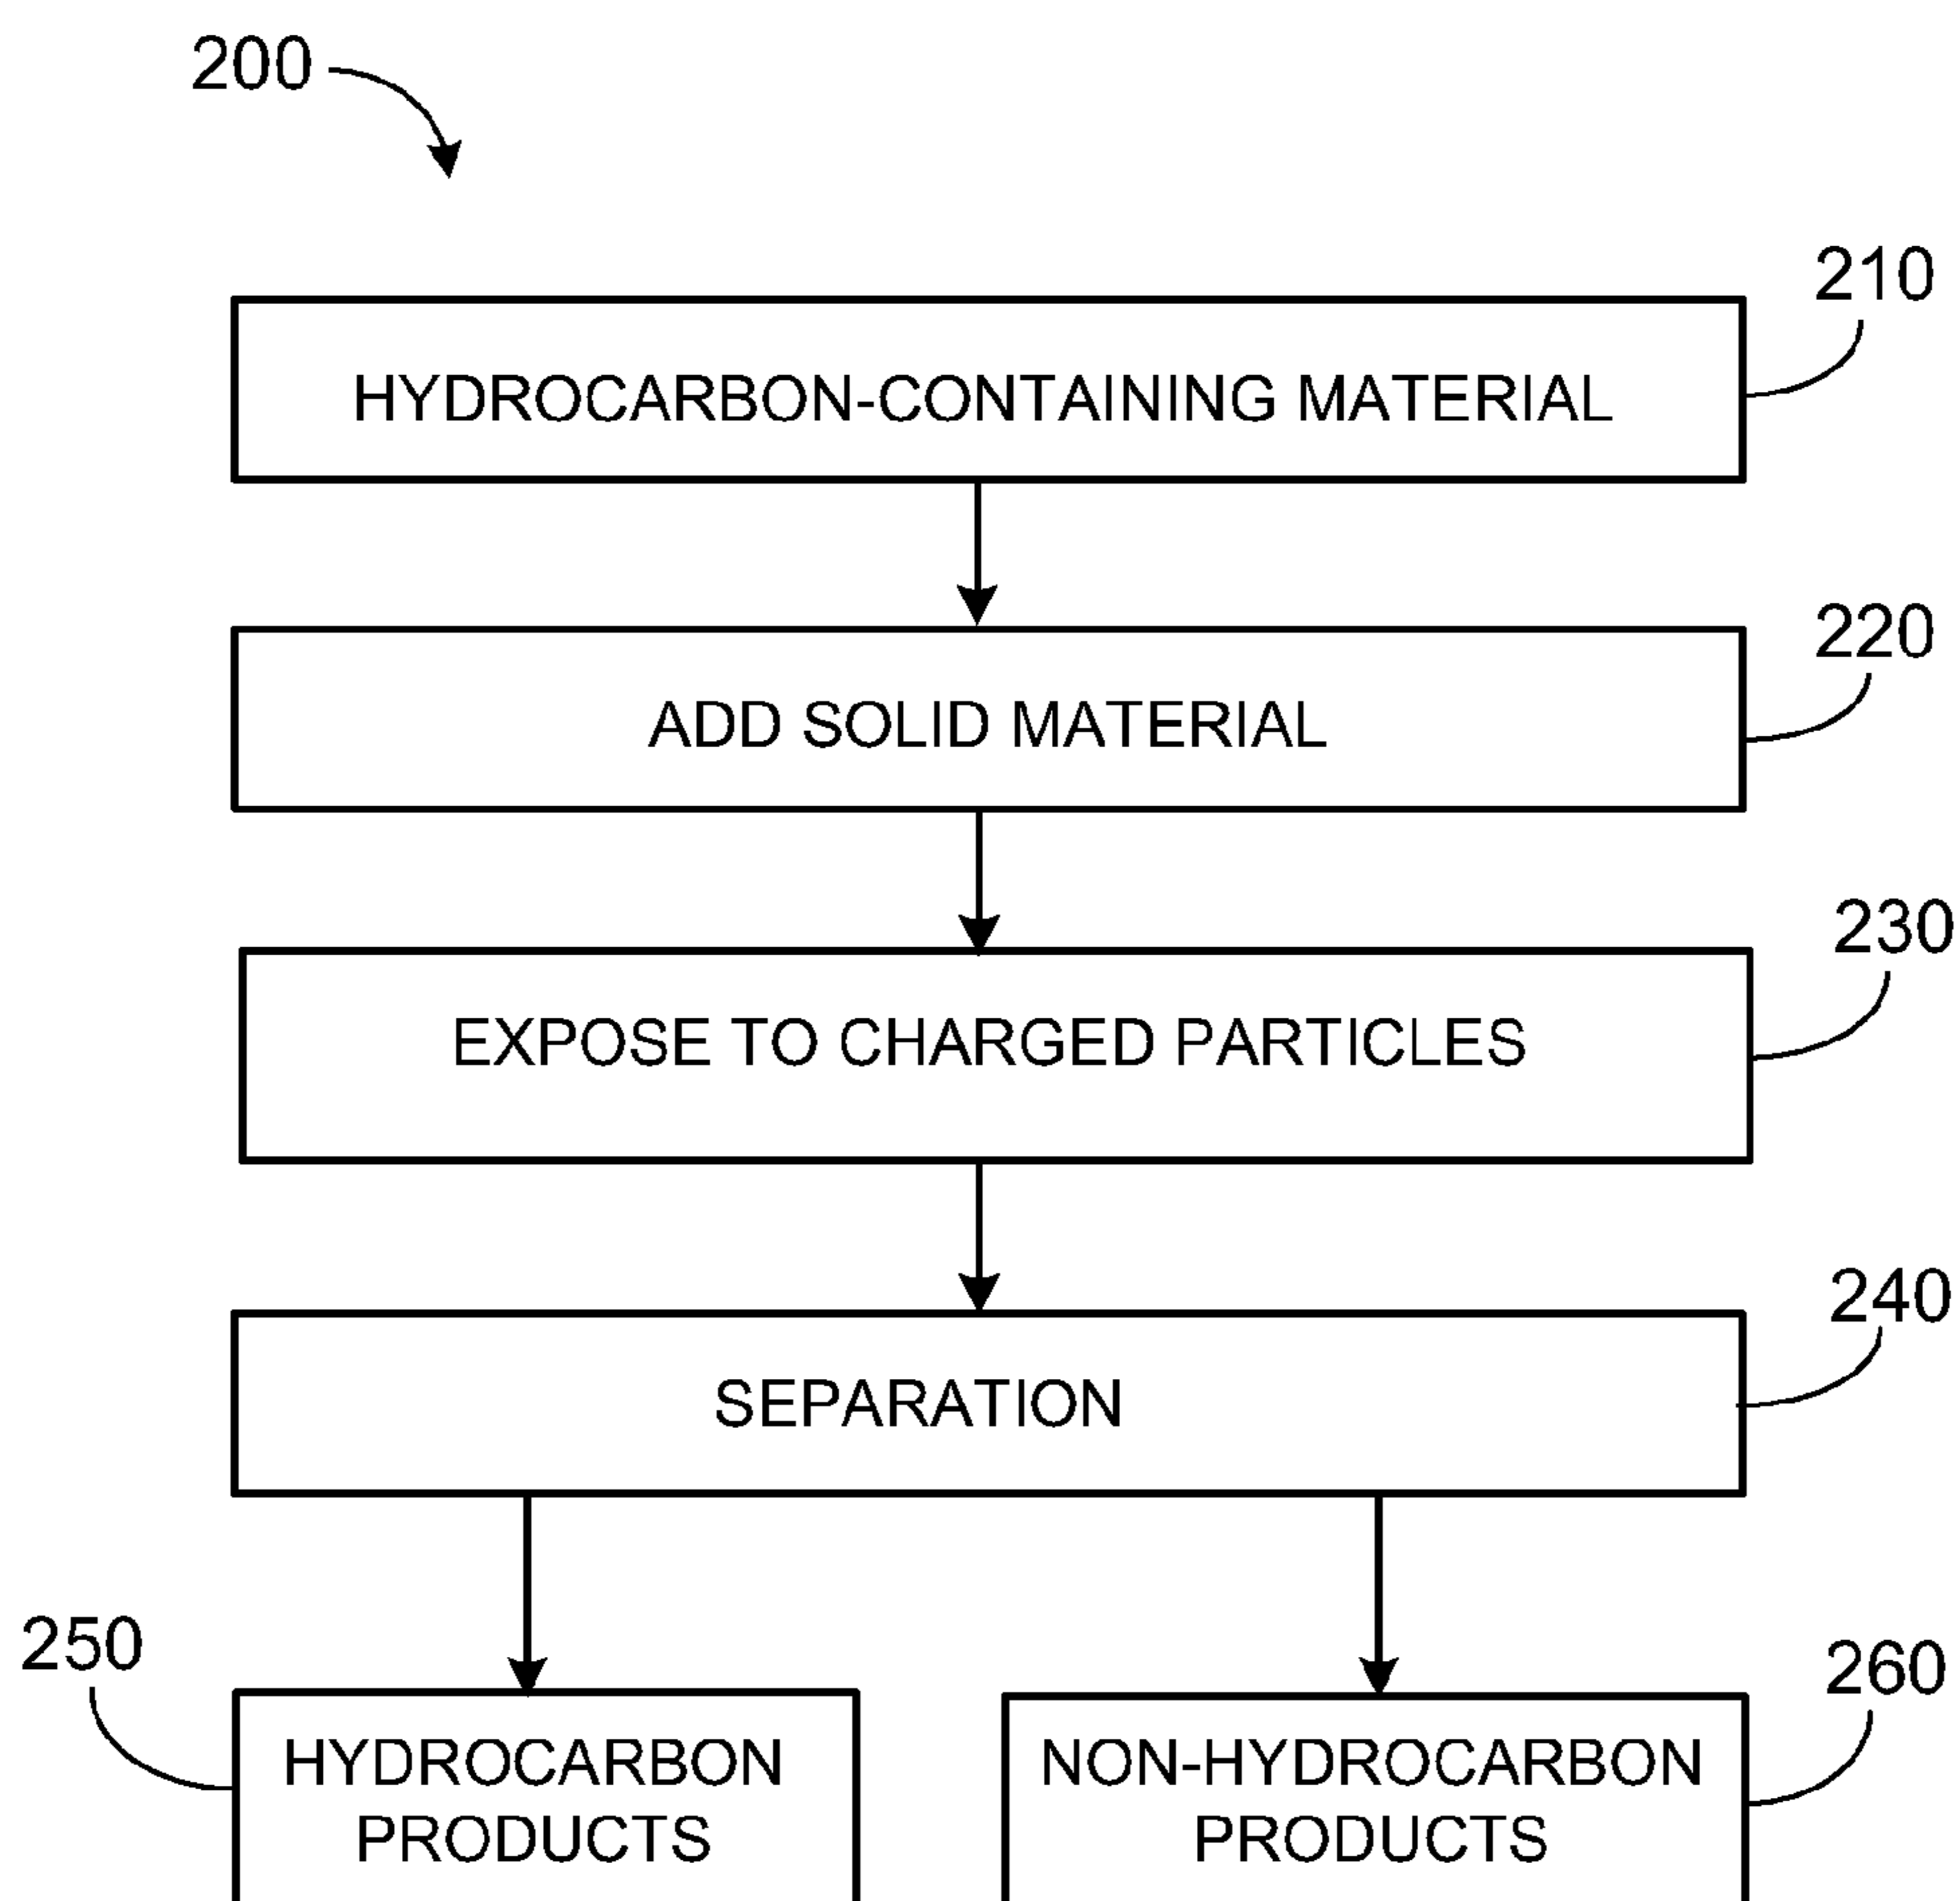 200
210
HYDROCARBON-CONTAINING MATERIAL
220
ADD SOLID MATERIAL
230
EXPOSE TO CHARGED PARTICLES
240
SEPARATION
250
HYDROCARBON
PRODUCTS
260
NON-HYDROCARBON
PRODUCTS